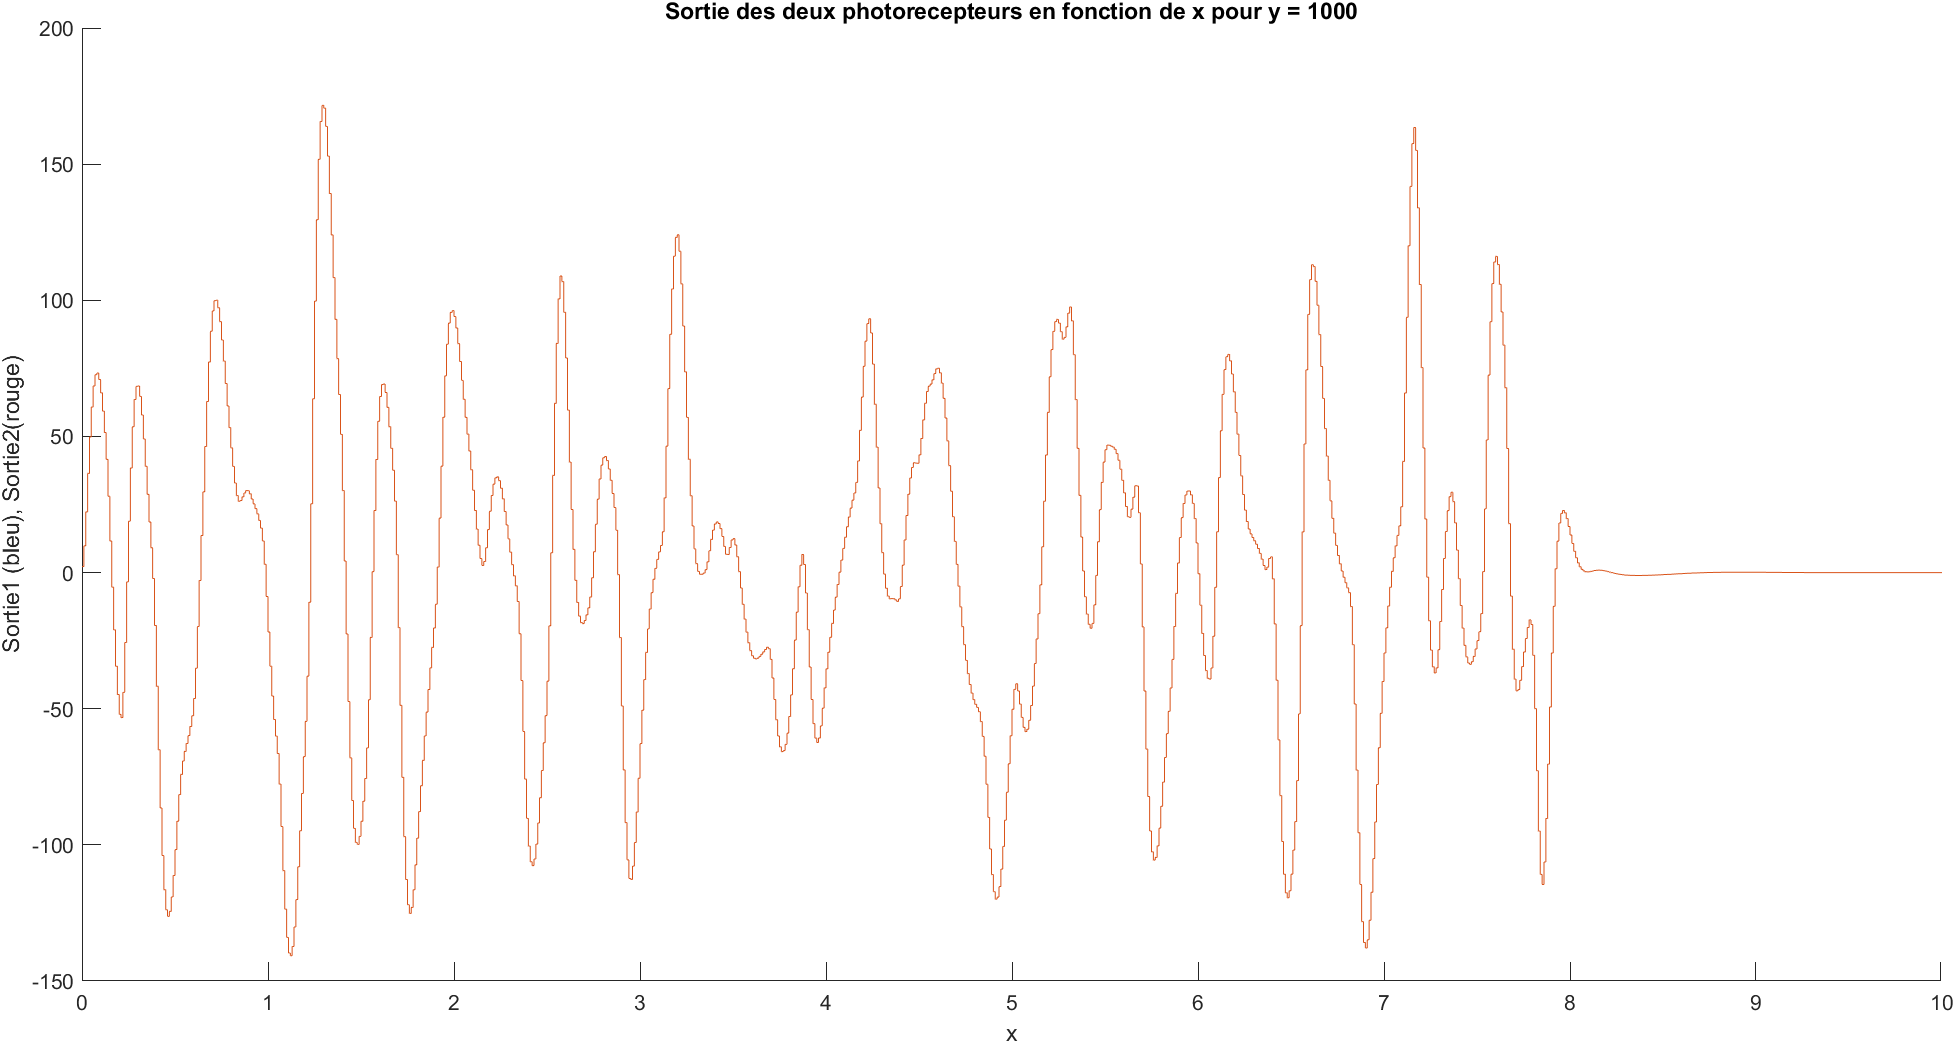 Sortie des deux photorecepteurs en fonction de x pour y = 1000
Sortie1 (bleu), Sortie2(rouge)
200
150
100
50
0
-50
-100
-150
0 1 2 3 4 5 6 7 8 9 10
x